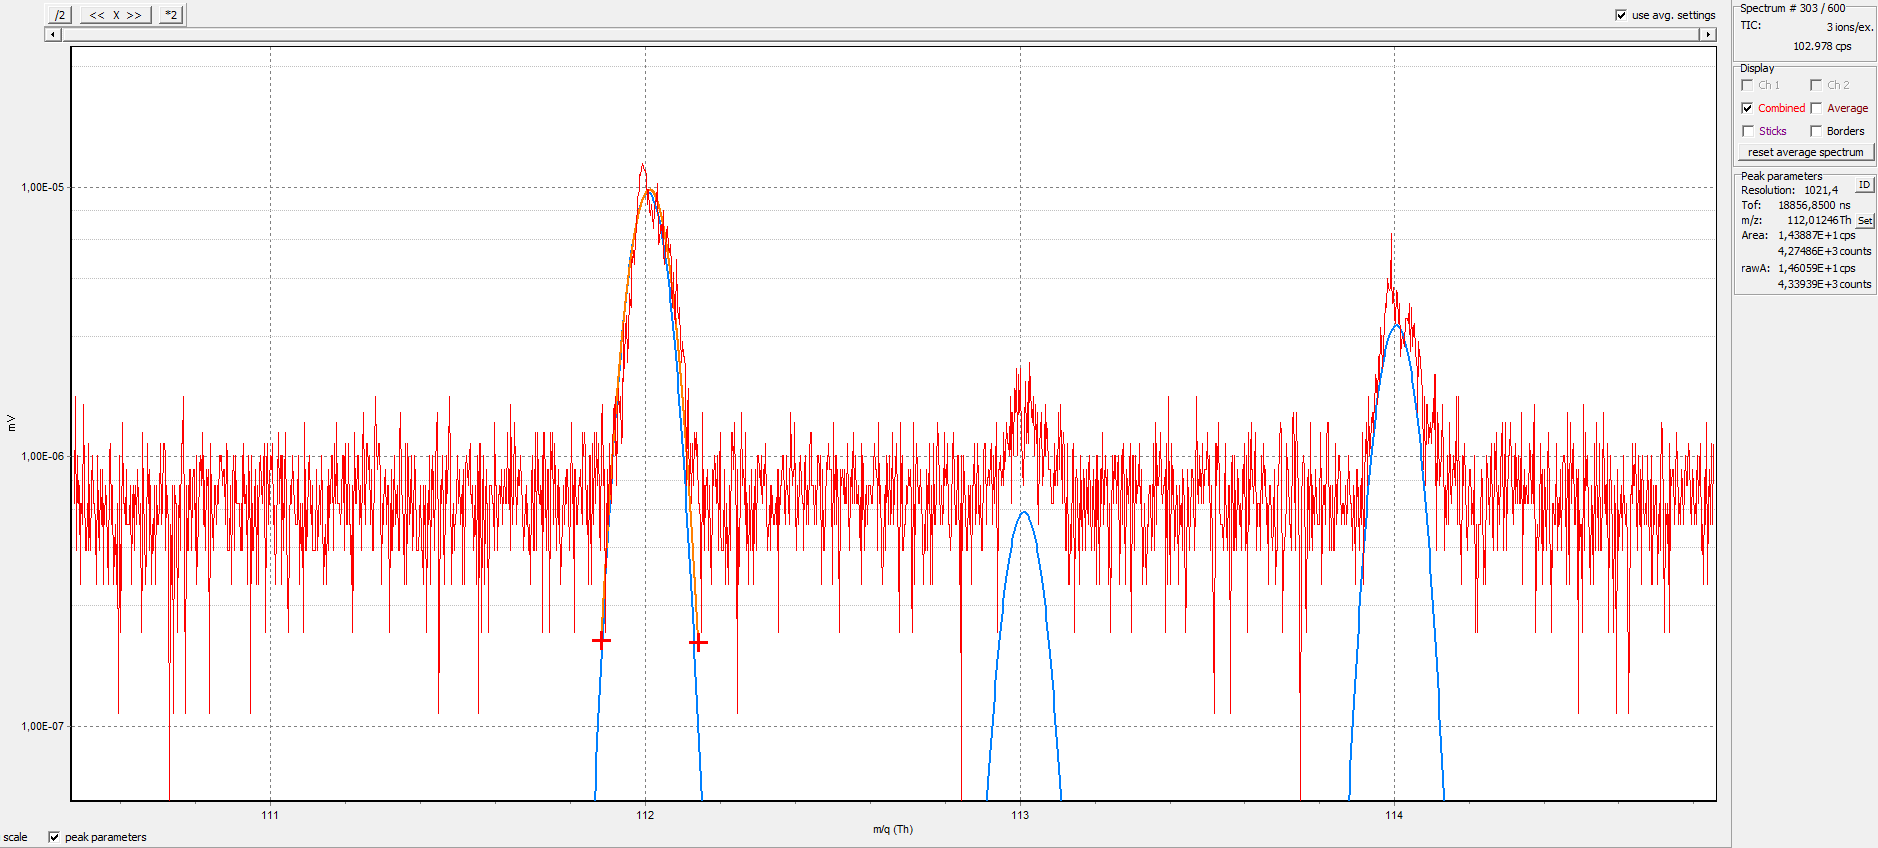 /2 << X >> *2
use avg. settings
Spectrum # 303 / 600
TIC: 3 ions/ex.
102.978 cps
Display
Ch 1 Ch 2
Combined Average
Sticks Borders
reset average spectrum
Peak parameters
Resolution: 1021,4 ID
Tof: 18856,8500 ns
m/z: 112,01246 Th Set
Area: 1,43887E+1 cps
4,27486E+3 counts
rawA: 1,46059E+1 cps
4,33939E+3 counts
1,00E-05
mV
1,00E-06
1,00E-07
111 112 113 114
m/q (Th)
scale peak parameters